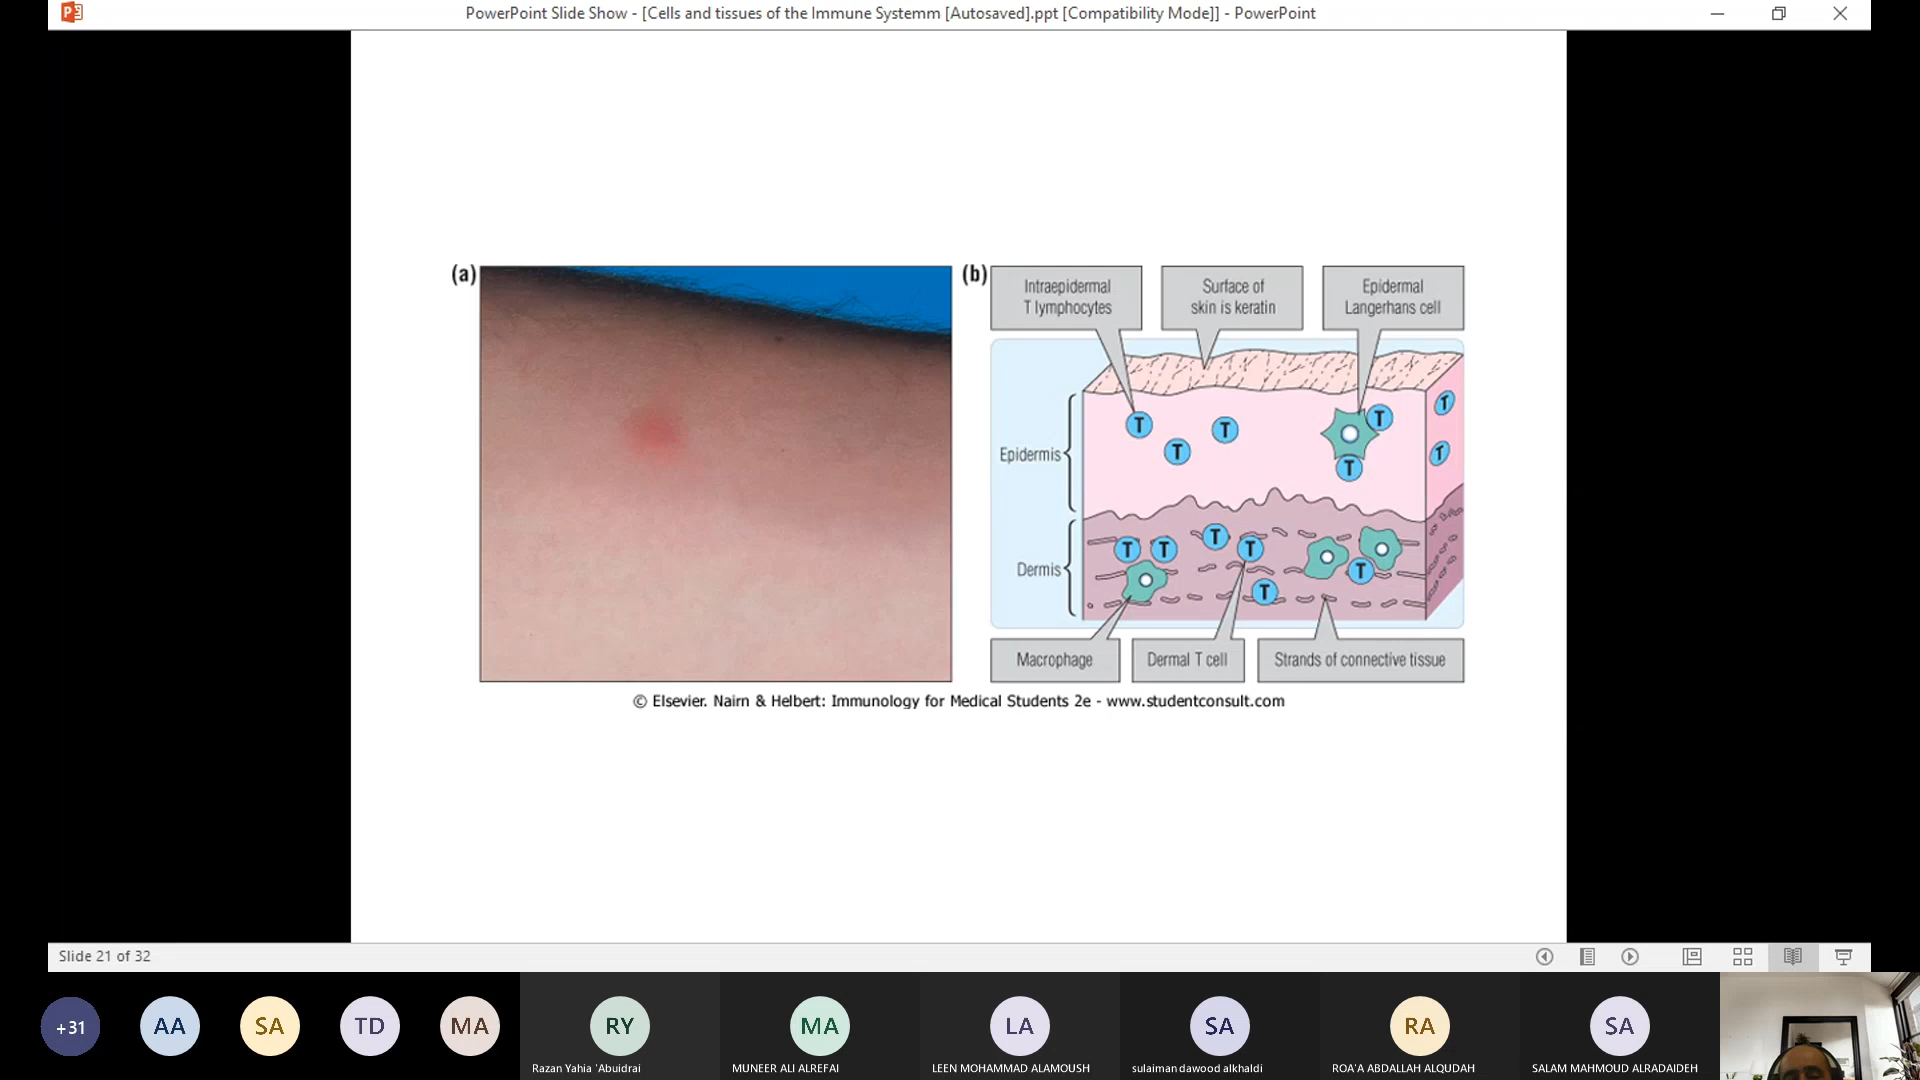 PowerPoint Slide Show - [Cells and tissues of the Immune Systemm [Autosaved].ppt [Compatibility Mode]] - PowerPoint
(a)
(b)
Intraepidermal
T lymphocytes
Surface of
skin is keratin
Epidermal
Langerhans cell
T
T
T
T
T
T
T
Epidermis
T
T
T
T
T
T
Dermis
Macrophage
Dermal T cell
Strands of connective tissue
© Elsevier. Nairn & Helbert: Immunology for Medical Students 2e - www.studentconsult.com
Slide 21 of 32
+31
AA
SA
TD
MA
RY
Razan Yahia 'Abuidrai
MA
MUNEER ALI ALREFAI
LA
LEEN MOHAMMAD ALAMOUSH
SA
sulaiman dawood alkhaldi
RA
ROA'A ABDALLAH ALQUDAH
SA
SALAM MAHMOUD ALRADAIDEH